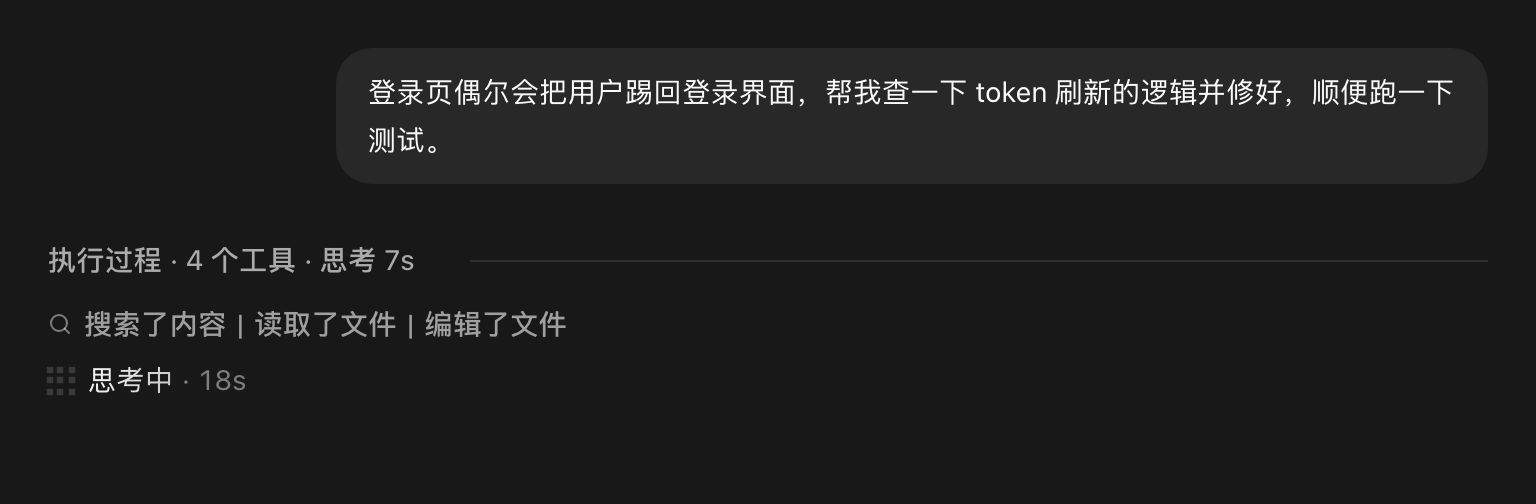 登录页偶尔会把用户踢回登录界面，帮我查一下 token 刷新的逻辑并修好，顺便跑一下
测试。
执行过程 · 4 个工具 · 思考 7s
搜索了内容 | 读取了文件 | 编辑了文件
思考中 · 18s